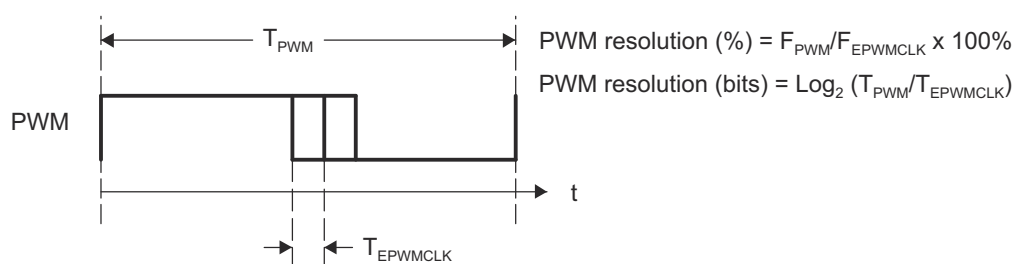 T_PWM
PWM resolution (%) = F_PWM/F_EPWMCLK x 100%
PWM resolution (bits) = Log_2 (T_PWM/T_EPWMCLK)
PWM
t
T_EPWMCLK